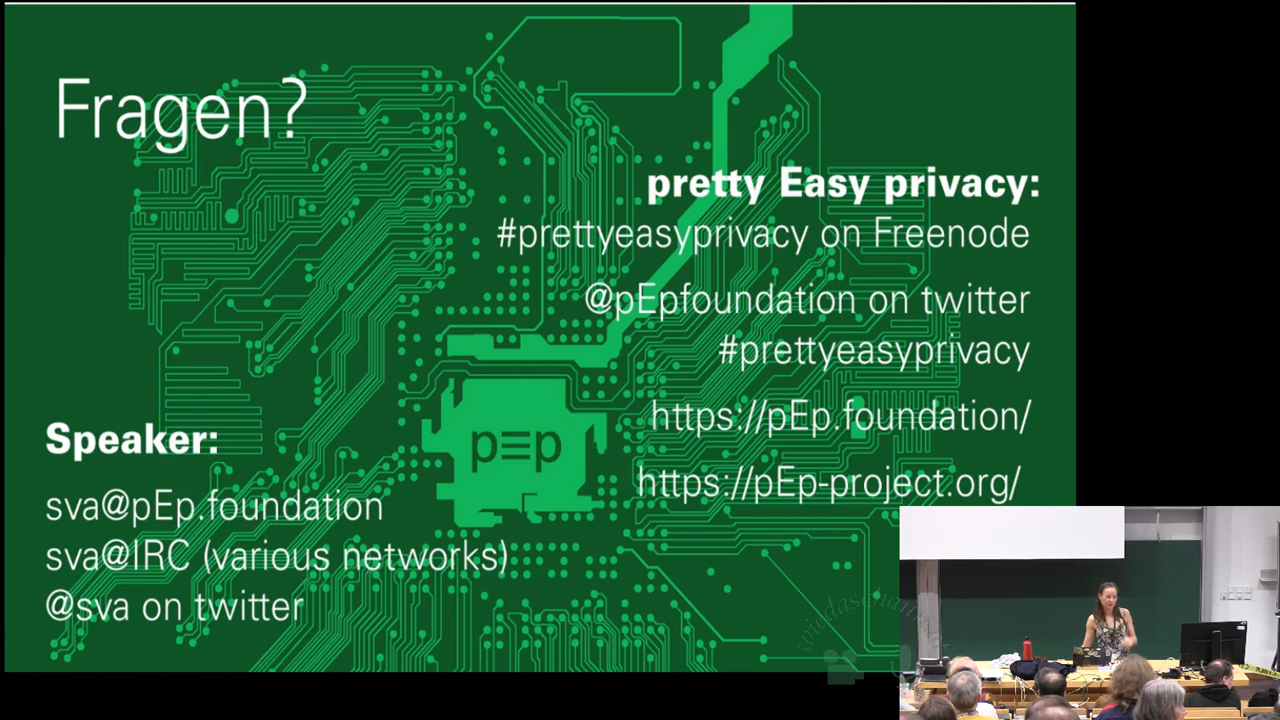 Fragen?
pretty Easy privacy:
#prettyeasyprivacy on Freenode
@pEpfoundation on twitter
#prettyeasyprivacy
https://pEp.foundation/
https://pEp-project.org/
p≡p
Speaker:
sva@pEp.foundation
sva@IRC (various networks)
@sva on twitter